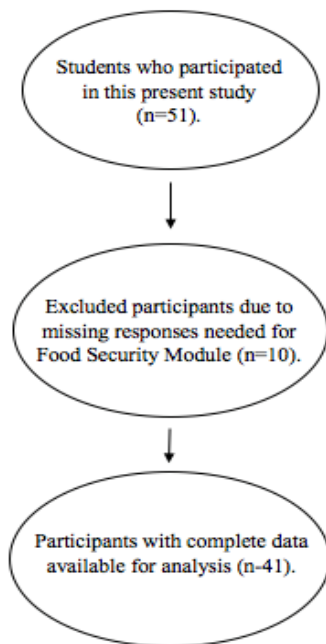 Students who participated
in this present study
(n=51).
Excluded participants due to
missing responses needed for
Food Security Module (n=10).
Participants with complete data
available for analysis (n-41).